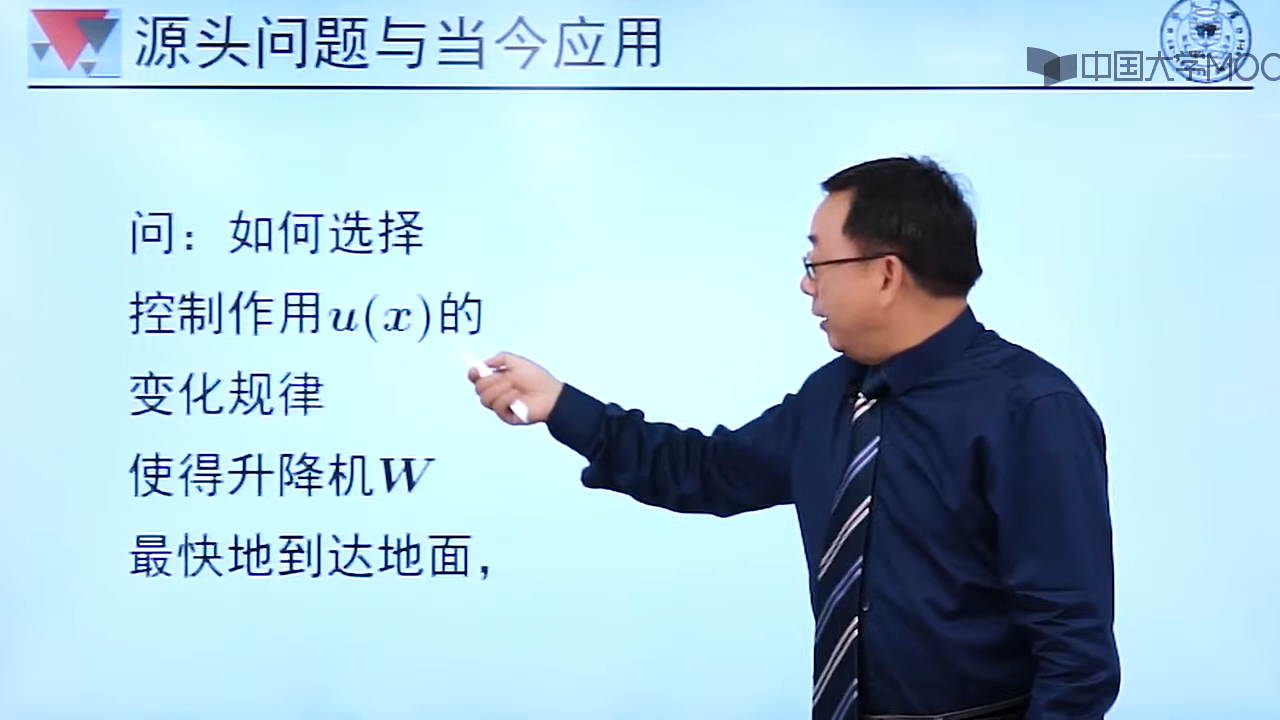 源头问题与当今应用
中国大学MOC
问：如何选择
控制作用u(x)的
变化规律
使得升降机W
最快地到达地面，